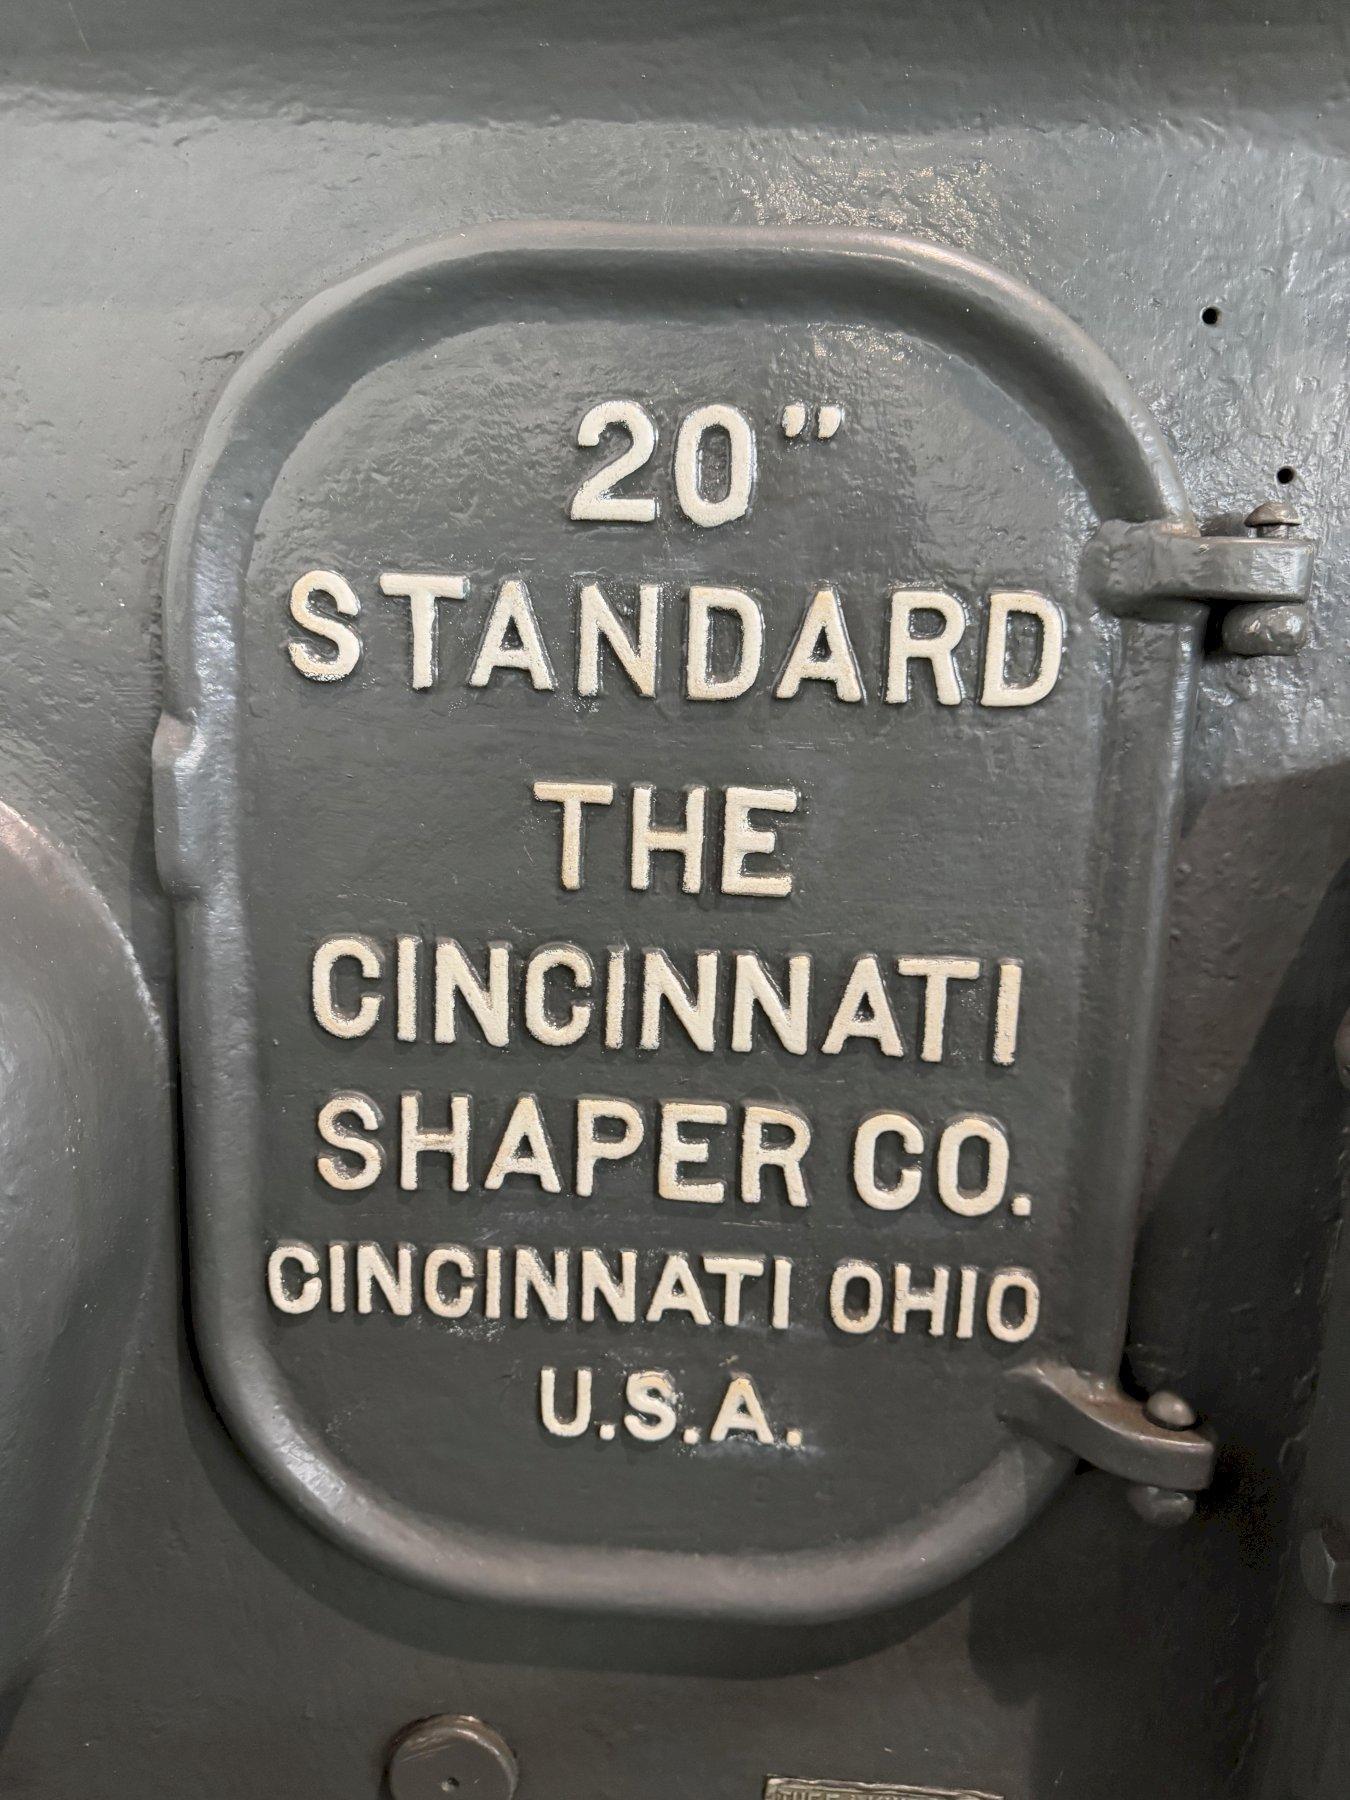 20"
STANDARD
THE
CINCINNATI
SHAPER CO.
CINCINNATI OHIO
U.S.A.